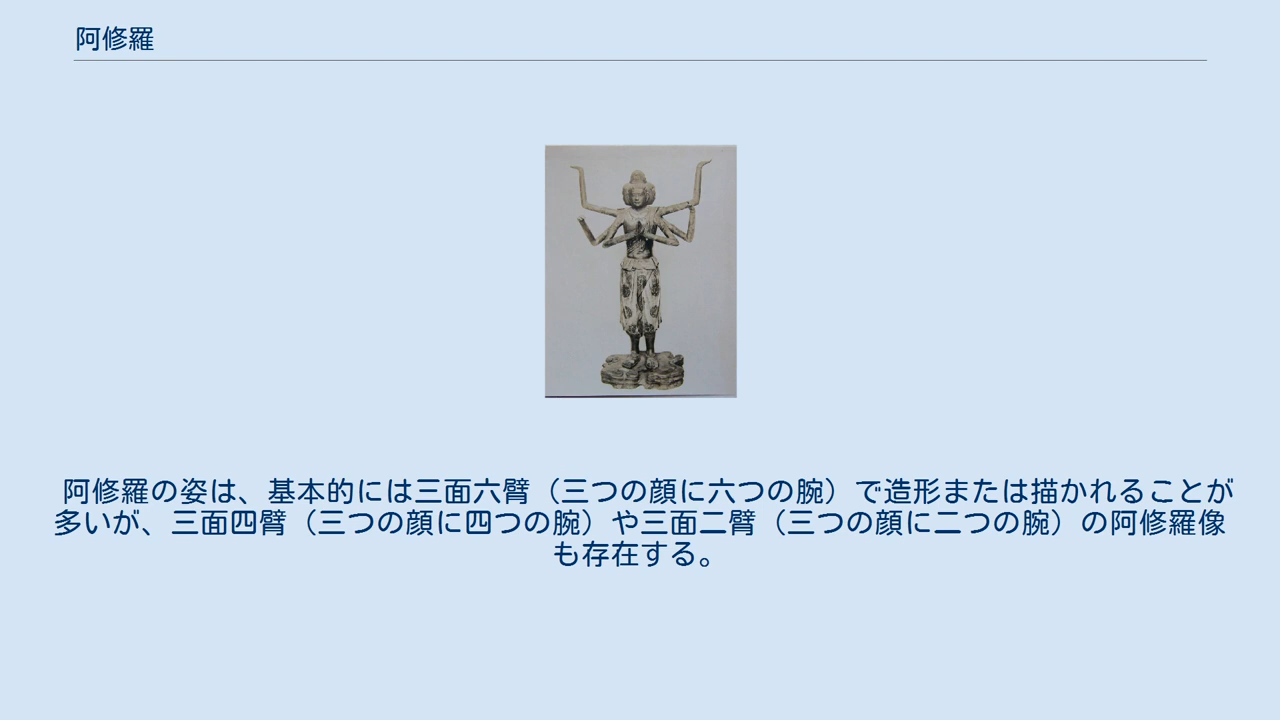 阿修羅
阿修羅の姿は、基本的には三面六臂（三つの顔に六つの腕）で造形または描かれることが
多いが、三面四臂（三つの顔に四つの腕）や三面二臂（三つの顔に二つの腕）の阿修羅像
も存在する。